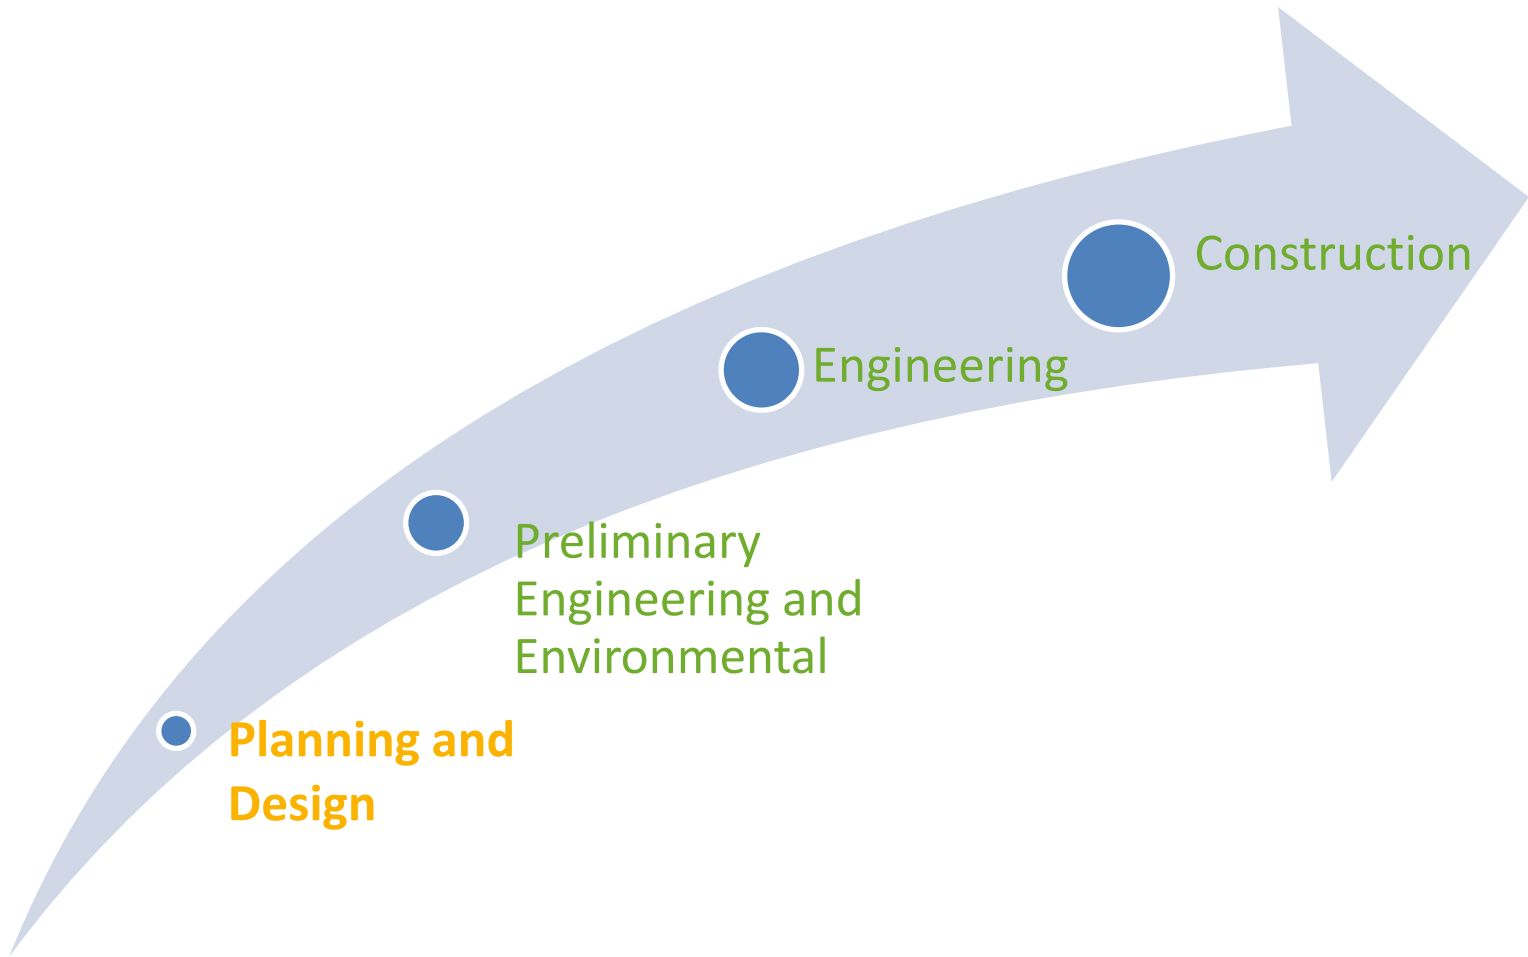 Construction
Engineering
Preliminary
Engineering and
Environmental
Planning and
Design